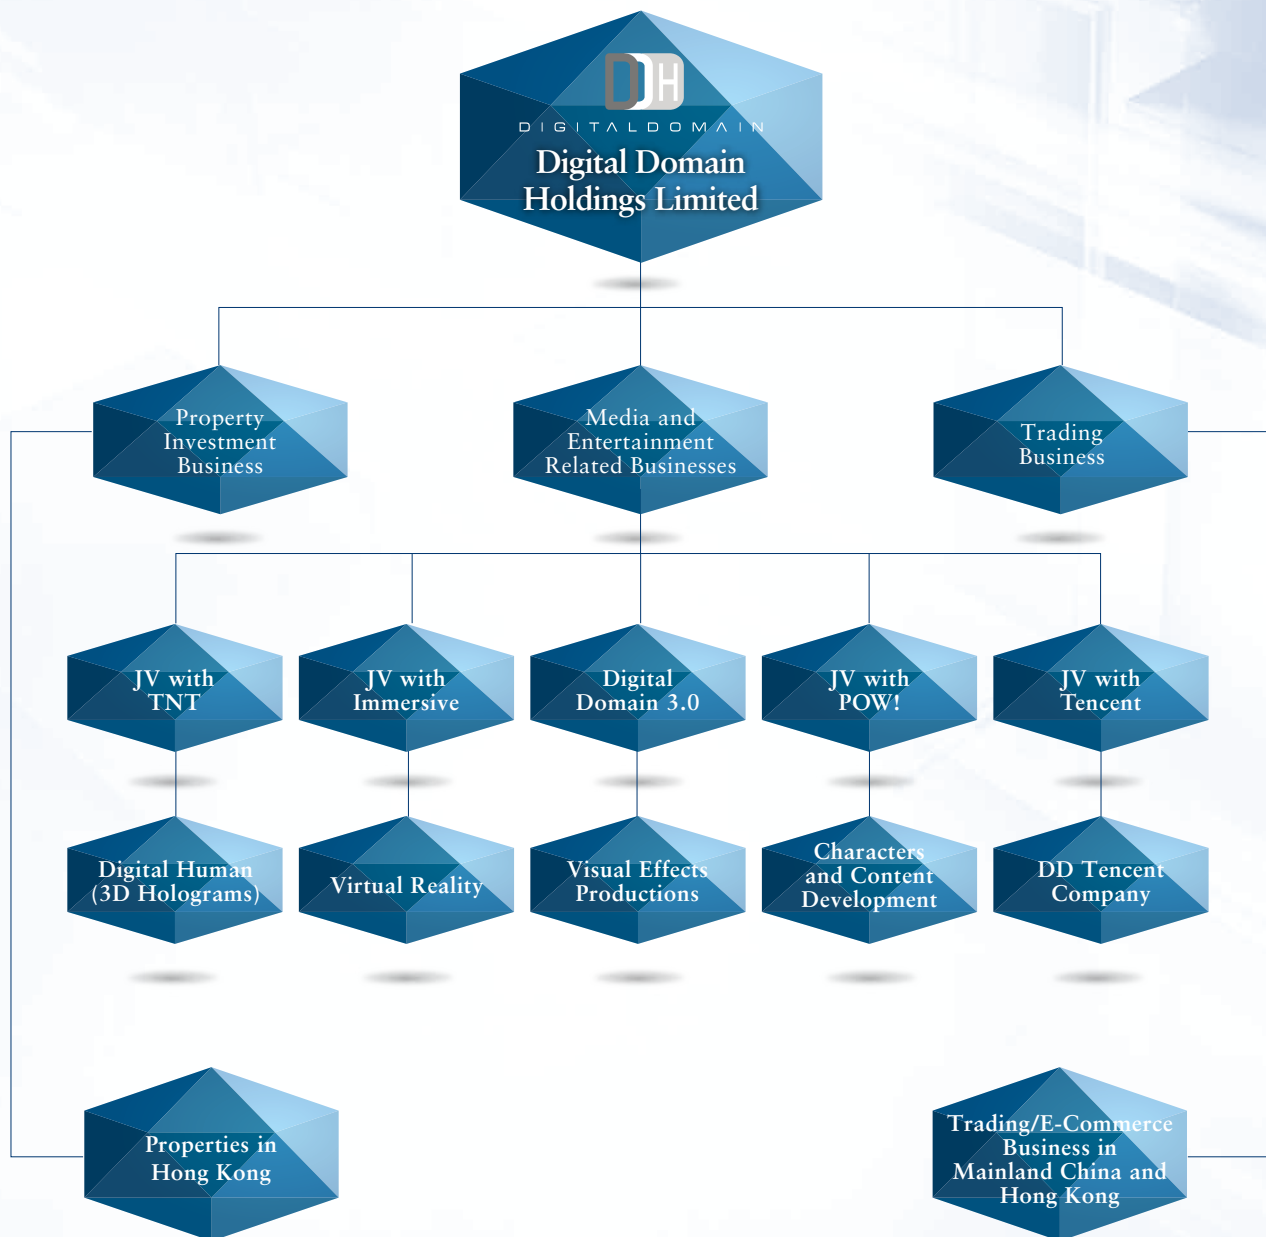 DDH
DIGITALDOMAIN
Digital Domain
Holdings Limited
Property
Investment
Business
Media and
Entertainment
Related Businesses
Trading
Business
JV with
TNT
JV with
Immersive
Digital
Domain 3.0
JV with
POW!
JV with
Tencent
Digital Human
(3D Holograms)
Virtual Reality
Visual Effects
Productions
Characters
and Content
Development
DD Tencent
Company
Properties in
Hong Kong
Trading/E-Commerce
Business in
Mainland China and
Hong Kong